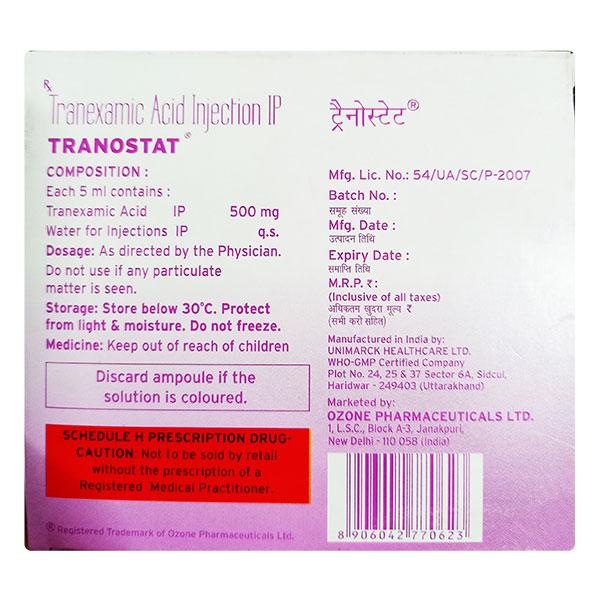 Rx
Tranexamic Acid Injection IP
TRANOSTAT®
COMPOSITION :
Each 5 ml contains :
Tranexamic Acid IP 500 mg
Water for Injections IP q.s.
Dosage: As directed by the Physician.
Do not use if any particulate
matter is seen.
Storage: Store below 30°C. Protect
from light & moisture. Do not freeze.
Medicine: Keep out of reach of children
Discard ampoule if the
solution is coloured.
SCHEDULE H PRESCRIPTION DRUG-
CAUTION: Not to be sold by retail
without the prescription of a
Registered Medical Practitioner.
® Registered Trademark of Ozone Pharmaceuticals Ltd.
ट्रैनोस्टेट®
Mfg. Lic. No.: 54/UA/SC/P-2007
Batch No. :
समूह संख्या
Mfg. Date :
उत्पादन तिथि
Expiry Date :
समाप्ति तिथि
M.R.P. ₹:
(Inclusive of all taxes)
अधिकतम खुदरा मूल्य ₹
(सभी करों सहित)
Manufactured in India by:
UNIMARCK HEALTHCARE LTD.
WHO-GMP Certified Company
Plot No. 24, 25 & 37 Sector 6A, Sidcul,
Haridwar - 249403 (Uttarakhand)
Marketed by:
OZONE PHARMACEUTICALS LTD.
1, L.S.C., Block A-3, Janakpuri,
New Delhi - 110 058 (India)
8 906042 770623